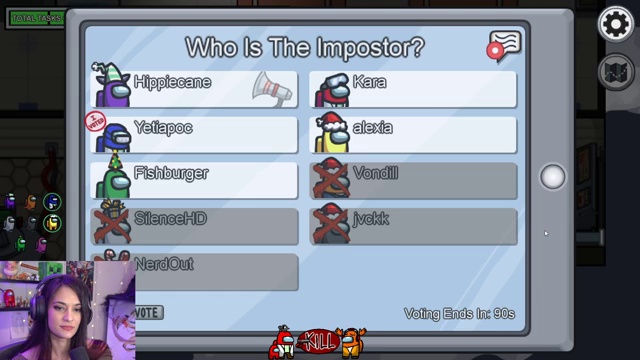 TOTAL TASKS
Who Is The Impostor?
Hippiecane
Kara
I VOTED
Yetiapoc
alexia
Fishburger
Vondill
SilenceHD
jvckk
NerdOut
VOTE
Voting Ends In: 90s
KILL